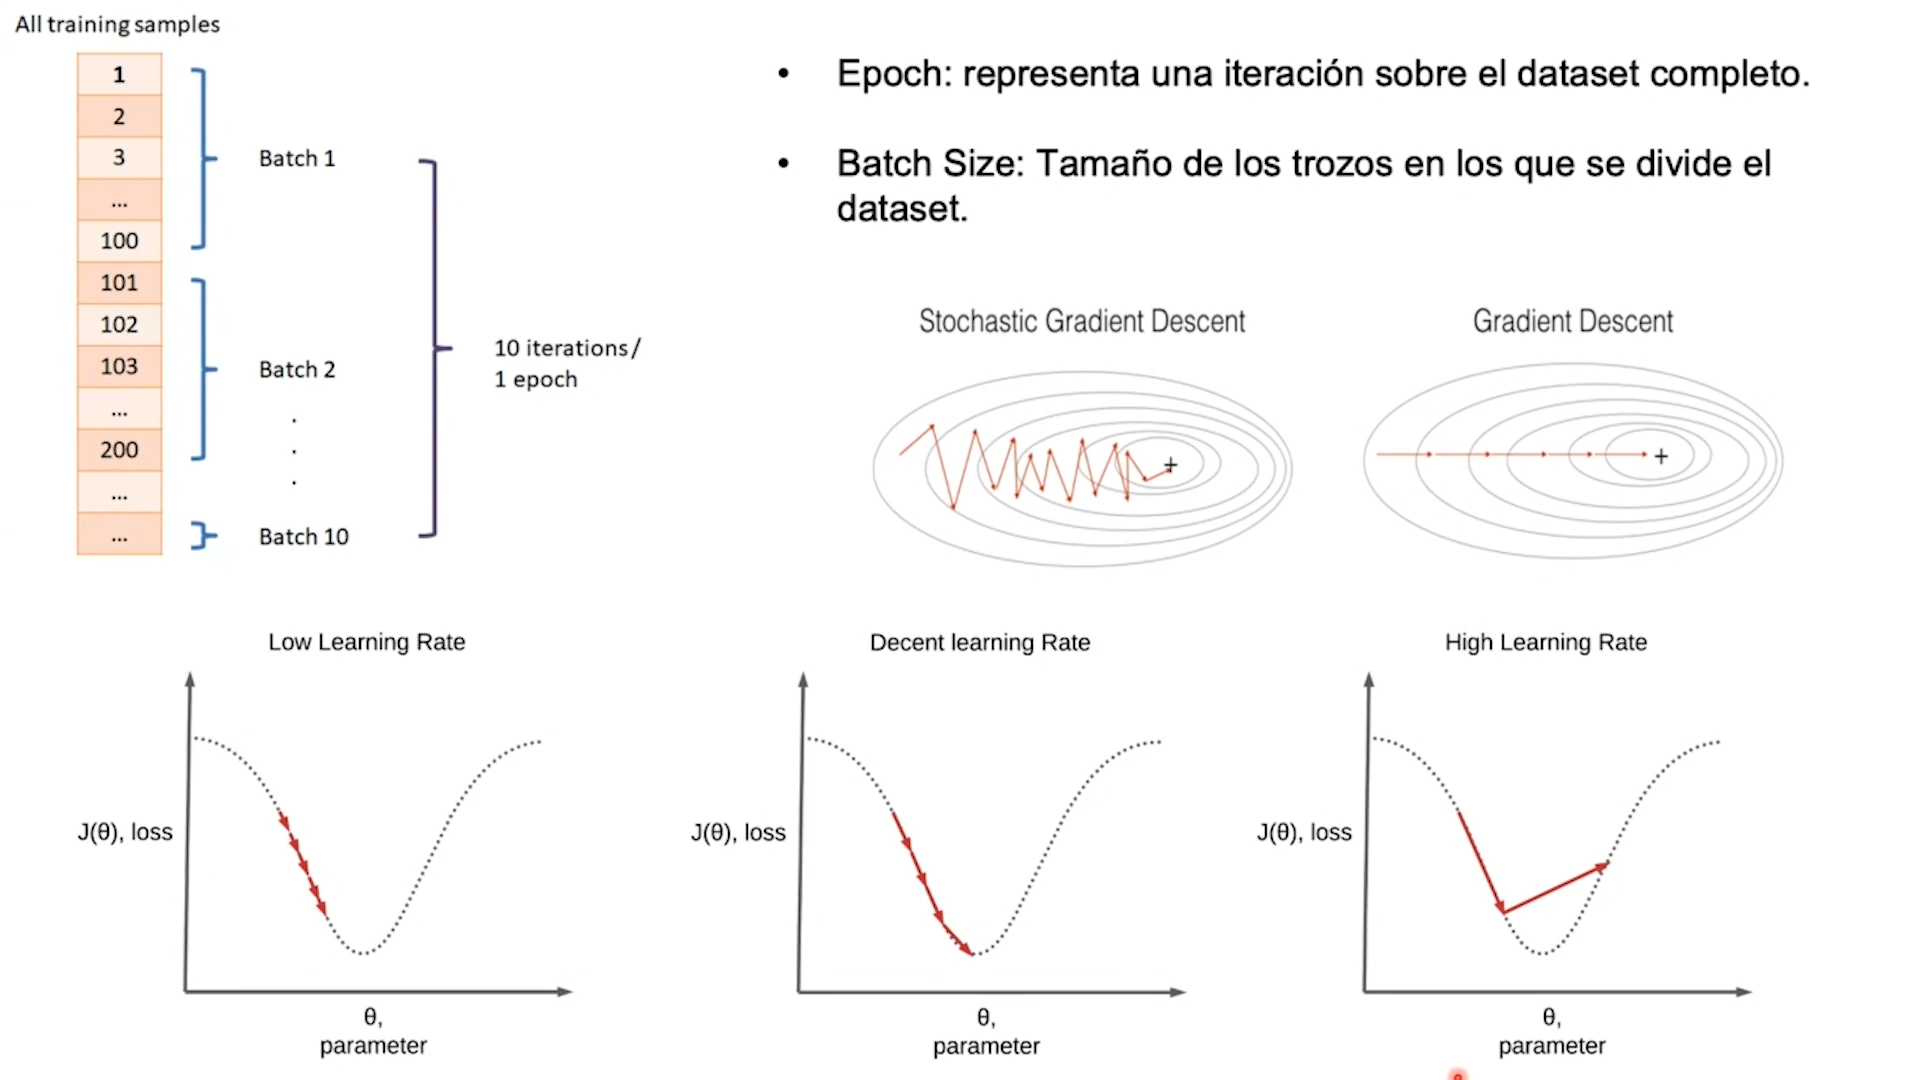 All training samples
1
2
3
...
100
101
102
103
...
200
...
...
Batch 1
Batch 2
.
.
.
Batch 10
10 iterations/
1 epoch
• Epoch: representa una iteración sobre el dataset completo.
• Batch Size: Tamaño de los trozos en los que se divide el
dataset.
Stochastic Gradient Descent
Gradient Descent
+
+
Low Learning Rate
J(θ), loss
θ,
parameter
Decent learning Rate
J(θ), loss
θ,
parameter
High Learning Rate
J(θ), loss
θ,
parameter